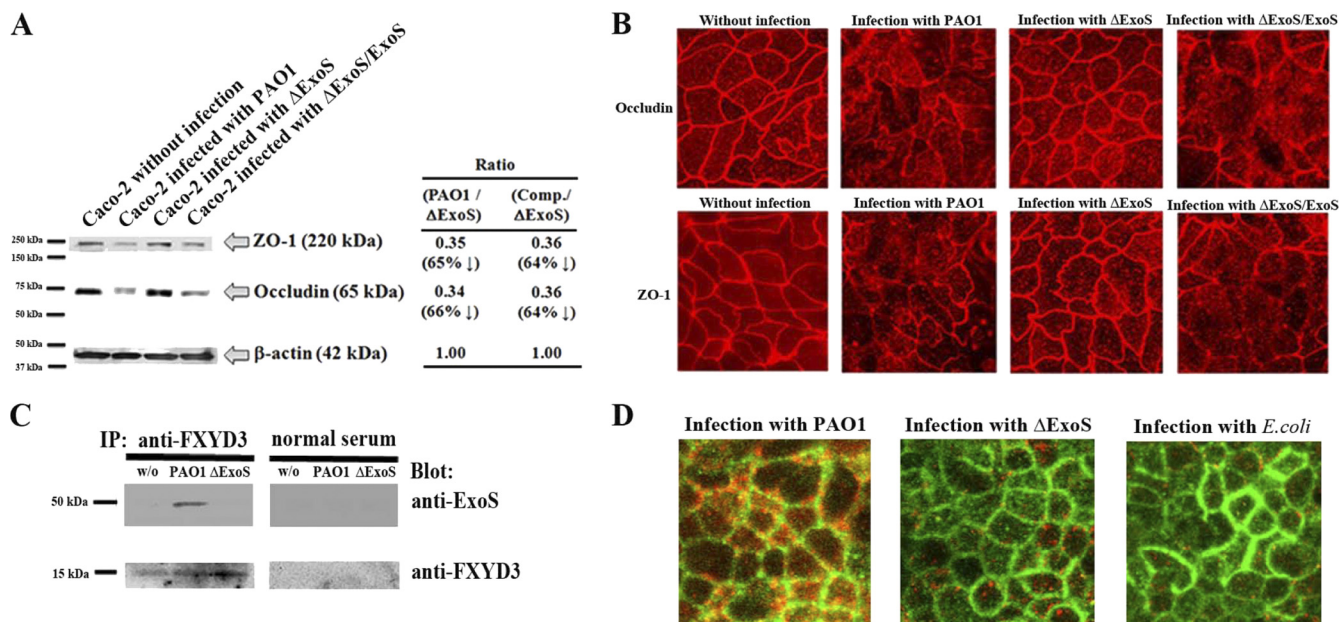 A
Caco-2 without infection
Caco-2 infected with PAO1
Caco-2 infected with ΔExoS
Caco-2 infected with ΔExoS/ExoS
Ratio
(PAO1 / ΔExoS)
(Comp./ ΔExoS)
250 kDa
150 kDa
ZO-1 (220 kDa)
0.35 0.36
(65% ↓) (64% ↓)
75 kDa
50 kDa
Occludin (65 kDa)
0.34 0.36
(66% ↓) (64% ↓)
50 kDa
37 kDa
β-actin (42 kDa)
1.00 1.00
B
Without infection Infection with PAO1 Infection with ΔExoS Infection with ΔExoS/ExoS
Occludin
Without infection Infection with PAO1 Infection with ΔExoS Infection with ΔExoS/ExoS
ZO-1
C
IP: anti-FXYD3 normal serum
w/o PAO1 ΔExoS w/o PAO1 ΔExoS Blot:
50 kDa anti-ExoS
15 kDa anti-FXYD3
D
Infection with PAO1 Infection with ΔExoS Infection with E.coli